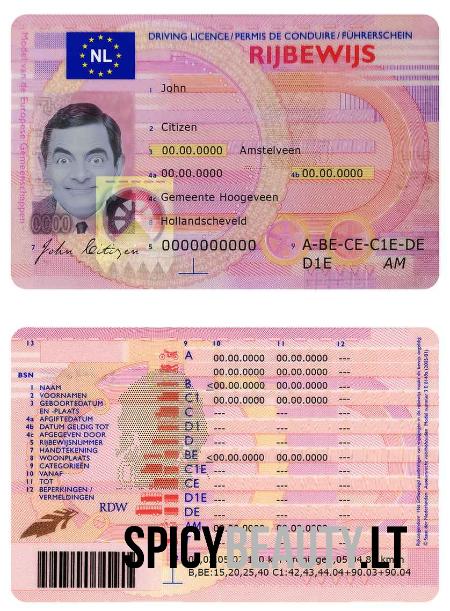 NL
DRIVING LICENCE/PERMIS DE CONDUIRE/FÜHRERSCHEIN
RIJBEWIJS
Model van de Europese Gemeenschappen
1 John
2 Citizen
3 00.00.0000 Amstelveen
4a 00.00.0000 4b 00.00.0000
4c Gemeente Hoogeveen
8 Hollandscheveld
5 0000000000
7 John Citizen
9 A-BE-CE-C1E-DE
D1E AM
13
9 10 11 12
A 00.00.0000 00.00.0000 ---
00.00.0000 00.00.0000 ---
B <00.00.0000 00.00.0000 ---
C1 00.00.0000 00.00.0000 ---
C --- --- ---
D1 --- --- ---
D --- --- ---
BE <00.00.0000 00.00.0000 ---
C1E --- --- ---
CE --- --- ---
D1E --- --- ---
DE --- --- ---
AM 00.00.0000 00.00.0000 ---
BSN
1 NAAM
2 VOORNAMEN
3 GEBOORTEDATUM
EN -PLAATS
4a AFGIFTEDATUM
4b DATUM GELDIG TOT
4c AFGEGEVEN DOOR
5 RIJBEWIJSNUMMER
7 HANDTEKENING
8 WOONPLAATS
9 CATEGORIEËN
10 VANAF
11 TOT
12 BEPERKINGEN /
VERMELDINGEN
RDW
SPICYBEAUTY.LT
B,BE:15,20,25,40 C1:42,43,44.04+90.03+90.04